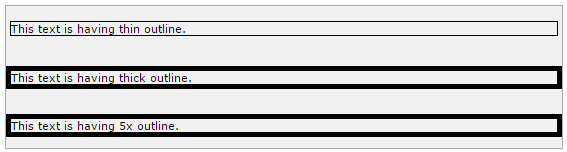 This text is having thin outline.
This text is having thick outline.
This text is having 5x outline.